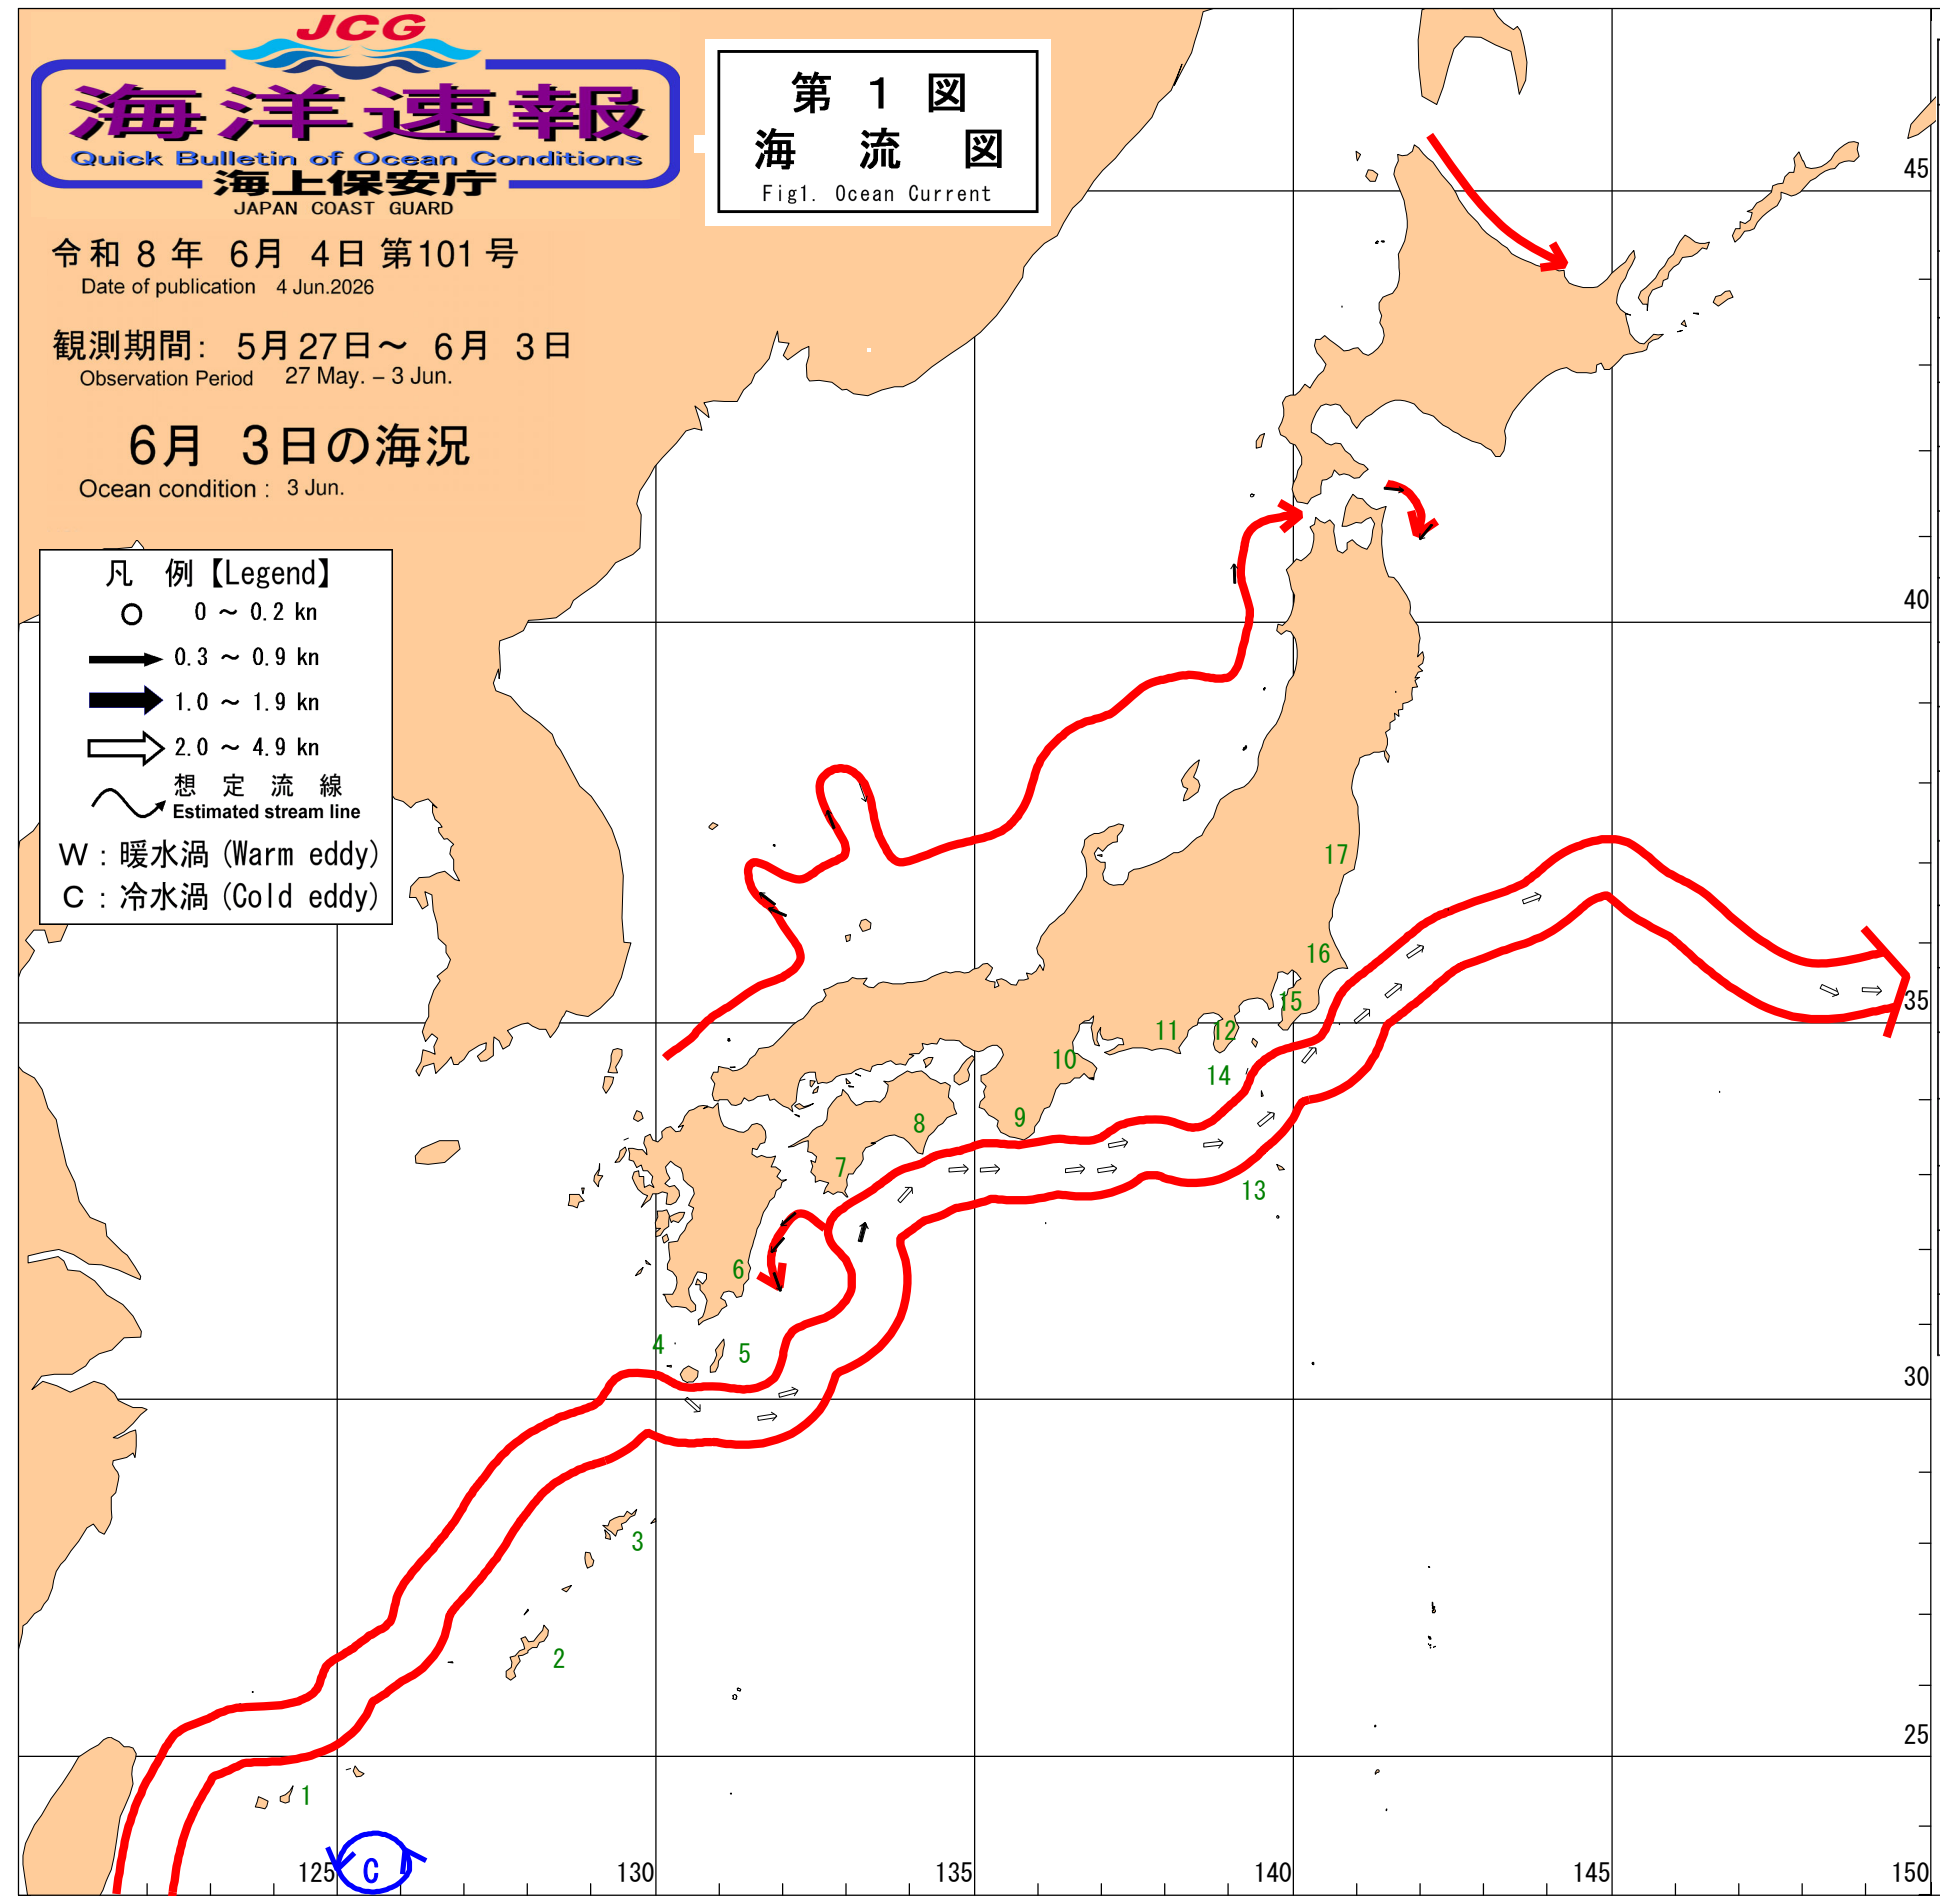 JCG
海洋速報
Quick Bulletin of Ocean Conditions
海上保安庁
JAPAN COAST GUARD
第 1 図
海 流 図
Fig1. Ocean Current
令和 8 年 6月 4日 第101 号
Date of publication 4 Jun.2026
観測期間: 5月27日～ 6月 3日
Observation Period 27 May. – 3 Jun.
6月 3日の海況
Ocean condition : 3 Jun.
凡 例【Legend】
0 ～ 0.2 kn
0.3 ～ 0.9 kn
1.0 ～ 1.9 kn
2.0 ～ 4.9 kn
想 定 流 線
Estimated stream line
W : 暖水渦 (Warm eddy)
C : 冷水渦 (Cold eddy)
45
40
17
16
35
15
12
11
10
14
9
8
7
13
6
4
5
30
3
2
25
1
C
125
130
135
140
145
150